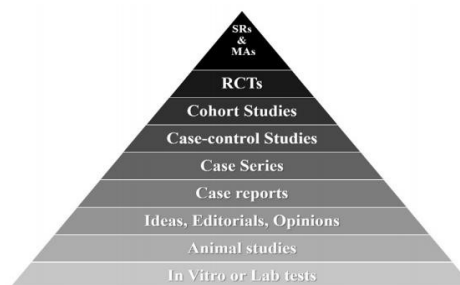 SRs
&
MAs
RCTs
Cohort Studies
Case-control Studies
Case Series
Case reports
Ideas, Editorials, Opinions
Animal studies
In Vitro or Lab tests